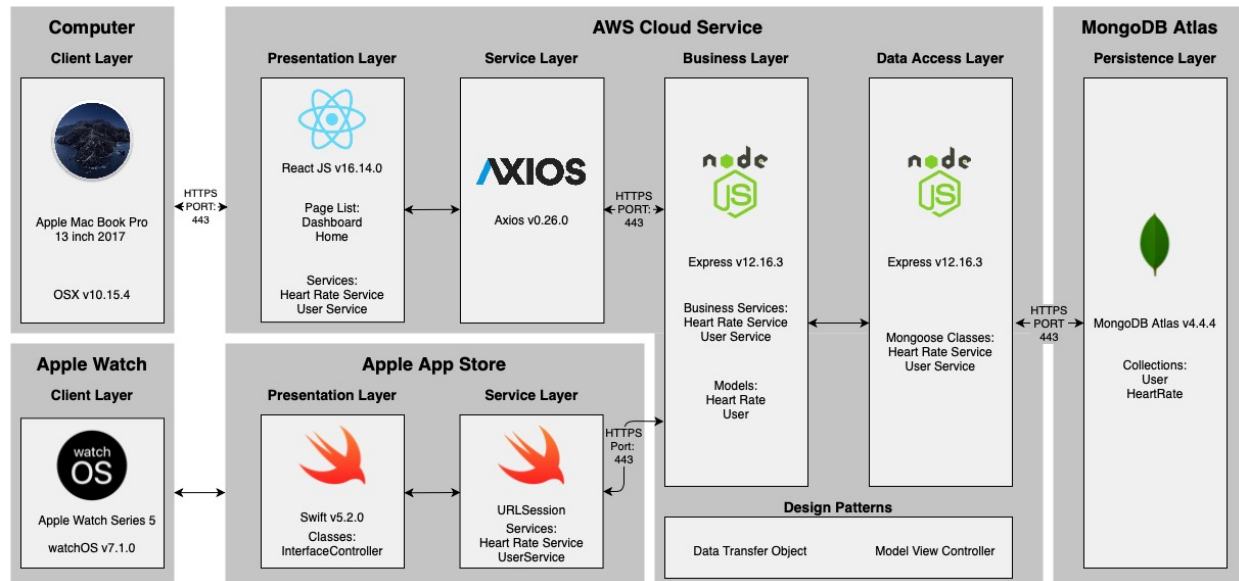 Computer
Client Layer
Apple Mac Book Pro
13 inch 2017
OSX v10.15.4
HTTPS
PORT:
443
AWS Cloud Service
Presentation Layer
React JS v16.14.0
Page List:
Dashboard
Home
Services:
Heart Rate Service
User Service
Service Layer
AXIOS
Axios v0.26.0
HTTPS
PORT:
443
Business Layer
node
JS
Express v12.16.3
Business Services:
Heart Rate Service
User Service
Models:
Heart Rate
User
Data Access Layer
node
JS
Express v12.16.3
Mongoose Classes:
Heart Rate Service
User Service
HTTPS
PORT
443
MongoDB Atlas
Persistence Layer
MongoDB Atlas v4.4.4
Collections:
User
HeartRate
Apple Watch
Client Layer
watch
OS
Apple Watch Series 5
watchOS v7.1.0
Apple App Store
Presentation Layer
Swift v5.2.0
Classes:
InterfaceController
Service Layer
URLSession
Services:
Heart Rate Service
UserService
HTTPS
Port:
443
Design Patterns
Data Transfer Object
Model View Controller